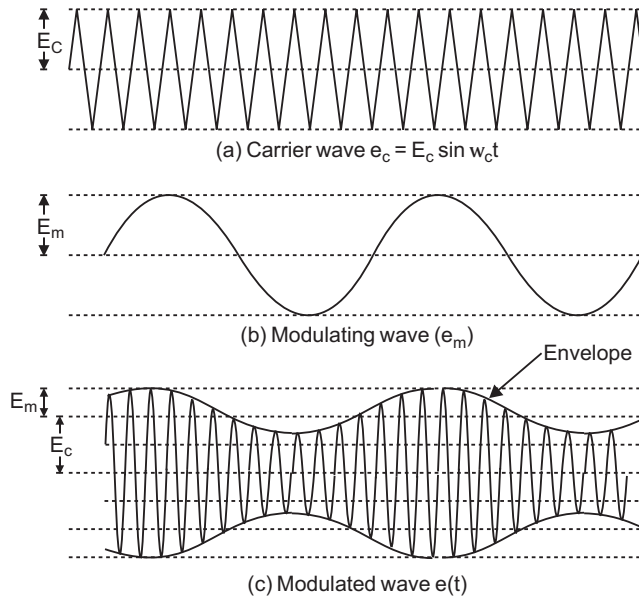 E_C
(a) Carrier wave e_c = E_c sin w_ct
E_m
(b) Modulating wave (e_m)
Envelope
E_m
E_c
(c) Modulated wave e(t)